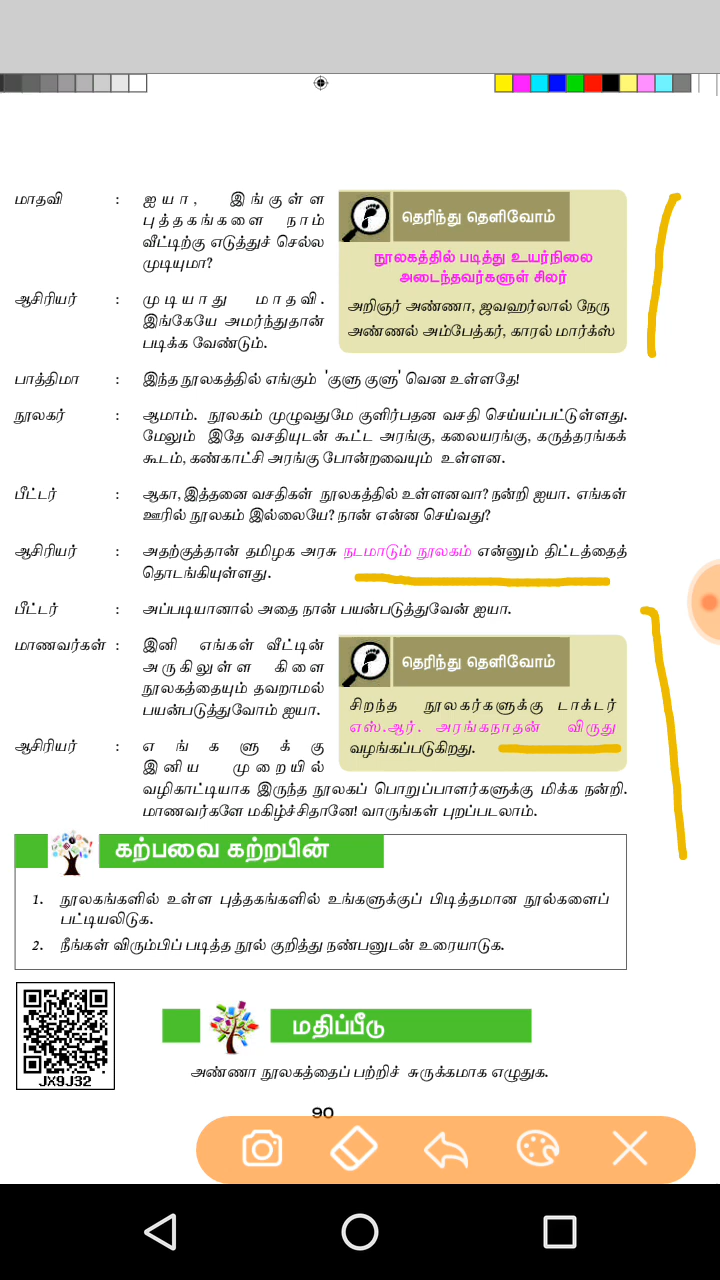 மாதவி : ஐயா, இங்குள்ள
புத்தகங்களை நாம்
வீட்டிற்கு எடுத்துச் செல்ல
முடியுமா?
ஆசிரியர் : முடியாது மாதவி.
இங்கேயே அமர்ந்துதான்
படிக்க வேண்டும்.
தெரிந்து தெளிவோம்
நூலகத்தில் படித்து உயர்நிலை
அடைந்தவர்களுள் சிலர்
அறிஞர் அண்ணா, ஜவஹர்லால் நேரு
அண்ணல் அம்பேத்கர், காரல் மார்க்ஸ்
பாத்திமா : இந்த நூலகத்தில் எங்கும் 'குளு குளு' வென உள்ளதே!
நூலகர் : ஆமாம். நூலகம் முழுவதுமே குளிர்பதன வசதி செய்யப்பட்டுள்ளது.
மேலும் இதே வசதியுடன் கூட்ட அரங்கு, கலையரங்கு, கருத்தரங்கக்
கூடம், கண்காட்சி அரங்கு போன்றவையும் உள்ளன.
பீட்டர் : ஆகா, இத்தனை வசதிகள் நூலகத்தில் உள்ளனவா? நன்றி ஐயா. எங்கள்
ஊரில் நூலகம் இல்லையே? நான் என்ன செய்வது?
ஆசிரியர் : அதற்குத்தான் தமிழக அரசு நடமாடும் நூலகம் என்னும் திட்டத்தைத்
தொடங்கியுள்ளது.
பீட்டர் : அப்படியானால் அதை நான் பயன்படுத்துவேன் ஐயா.
மாணவர்கள் : இனி எங்கள் வீட்டின்
அருகிலுள்ள கிளை
நூலகத்தையும் தவறாமல்
பயன்படுத்துவோம் ஐயா.
தெரிந்து தெளிவோம்
சிறந்த நூலகர்களுக்கு டாக்டர்
எஸ்.ஆர். அரங்கநாதன் விருது
வழங்கப்படுகிறது.
ஆசிரியர் : எங்களுக்கு
இனிய முறையில்
வழிகாட்டியாக இருந்த நூலகப் பொறுப்பாளர்களுக்கு மிக்க நன்றி.
மாணவர்களே மகிழ்ச்சிதானே! வாருங்கள் புறப்படலாம்.
கற்பவை கற்றபின்
1. நூலகங்களில் உள்ள புத்தகங்களில் உங்களுக்குப் பிடித்தமான நூல்களைப்
பட்டியலிடுக.
2. நீங்கள் விரும்பிப் படித்த நூல் குறித்து நண்பனுடன் உரையாடுக.
JX9J32
மதிப்பீடு
அண்ணா நூலகத்தைப் பற்றிச் சுருக்கமாக எழுதுக.
90